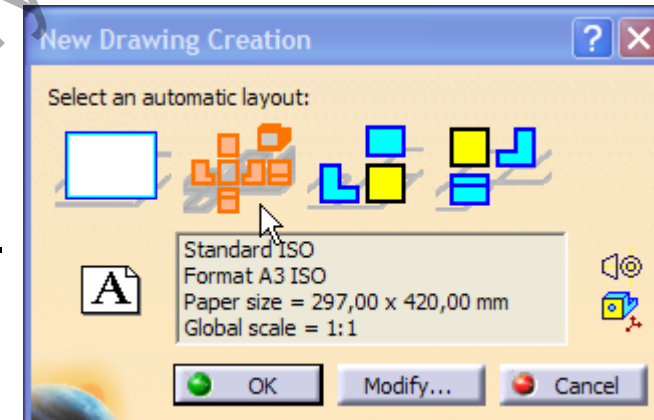 New Drawing Creation
Select an automatic layout:
A
Standard ISO
Format A3 ISO
Paper size = 297,00 x 420,00 mm
Global scale = 1:1
OK Modify... Cancel